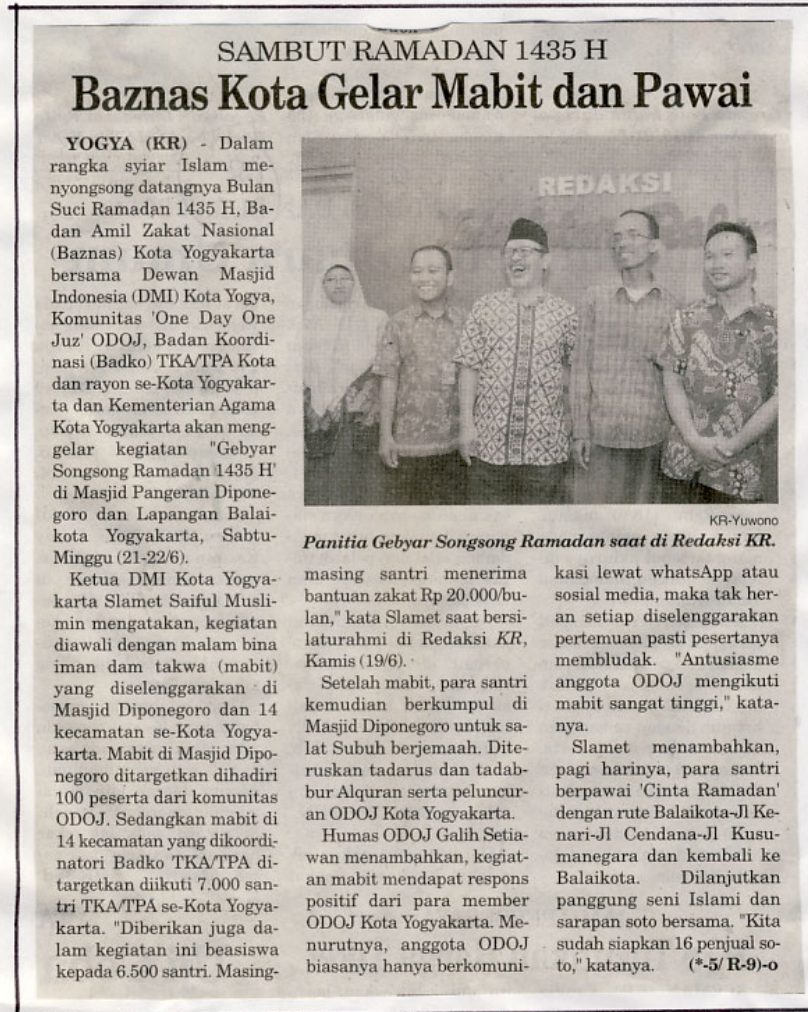 SAMBUT RAMADAN 1435 H
Baznas Kota Gelar Mabit dan Pawai
YOGYA (KR) - Dalam
rangka syiar Islam me-
nyongsong datangnya Bulan
Suci Ramadan 1435 H, Ba-
dan Amil Zakat Nasional
(Baznas) Kota Yogyakarta
bersama Dewan Masjid
Indonesia (DMI) Kota Yogya,
Komunitas 'One Day One
Juz' ODOJ, Badan Koordi-
nasi (Badko) TKA/TPA Kota
dan rayon se-Kota Yogyakar-
ta dan Kementerian Agama
Kota Yogyakarta akan meng-
gelar kegiatan "Gebyar
Songsong Ramadan 1435 H'
di Masjid Pangeran Dipone-
goro dan Lapangan Balai-
kota Yogyakarta, Sabtu-
Minggu (21-22/6).
Ketua DMI Kota Yogya-
karta Slamet Saiful Musli-
min mengatakan, kegiatan
diawali dengan malam bina
iman dam takwa (mabit)
yang diselenggarakan di
Masjid Diponegoro dan 14
kecamatan se-Kota Yogya-
karta. Mabit di Masjid Dipo-
negoro ditargetkan dihadiri
100 peserta dari komunitas
ODOJ. Sedangkan mabit di
14 kecamatan yang dikoordi-
natori Badko TKA/TPA di-
targetkan diikuti 7.000 san-
tri TKA/TPA se-Kota Yogya-
karta. "Diberikan juga da-
lam kegiatan ini beasiswa
kepada 6.500 santri. Masing-
REDAKSI
KR-Yuwono
Panitia Gebyar Songsong Ramadan saat di Redaksi KR.
masing santri menerima
bantuan zakat Rp 20.000/bu-
lan," kata Slamet saat bersi-
laturahmi di Redaksi KR,
Kamis (19/6).
Setelah mabit, para santri
kemudian berkumpul di
Masjid Diponegoro untuk sa-
lat Subuh berjemaah. Dite-
ruskan tadarus dan tadab-
bur Alquran serta peluncur-
an ODOJ Kota Yogyakarta.
Humas ODOJ Galih Setia-
wan menambahkan, kegiat-
an mabit mendapat respons
positif dari para member
ODOJ Kota Yogyakarta. Me-
nurutnya, anggota ODOJ
biasanya hanya berkomuni-
kasi lewat whatsApp atau
sosial media, maka tak her-
an setiap diselenggarakan
pertemuan pasti pesertanya
membludak. "Antusiasme
anggota ODOJ mengikuti
mabit sangat tinggi," kata-
nya.
Slamet menambahkan,
pagi harinya, para santri
berpawai 'Cinta Ramadan'
dengan rute Balaikota-Jl Ke-
nari-Jl Cendana-Jl Kusu-
manegara dan kembali ke
Balaikota. Dilanjutkan
panggung seni Islami dan
sarapan soto bersama. "Kita
sudah siapkan 16 penjual so-
to," katanya. (*-5/ R-9)-o